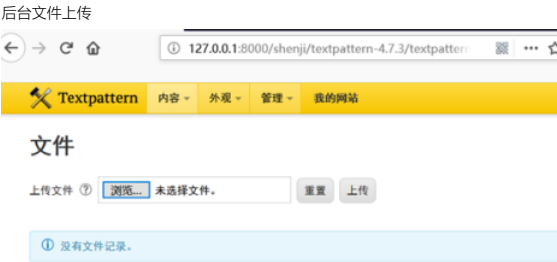 后台文件上传
127.0.0.1:8000/shenji/textpattern-4.7.3/textpattern
Textpattern 内容 外观 管理 我的网站
文件
上传文件 ? 浏览... 未选择文件。 重置 上传
没有文件记录。